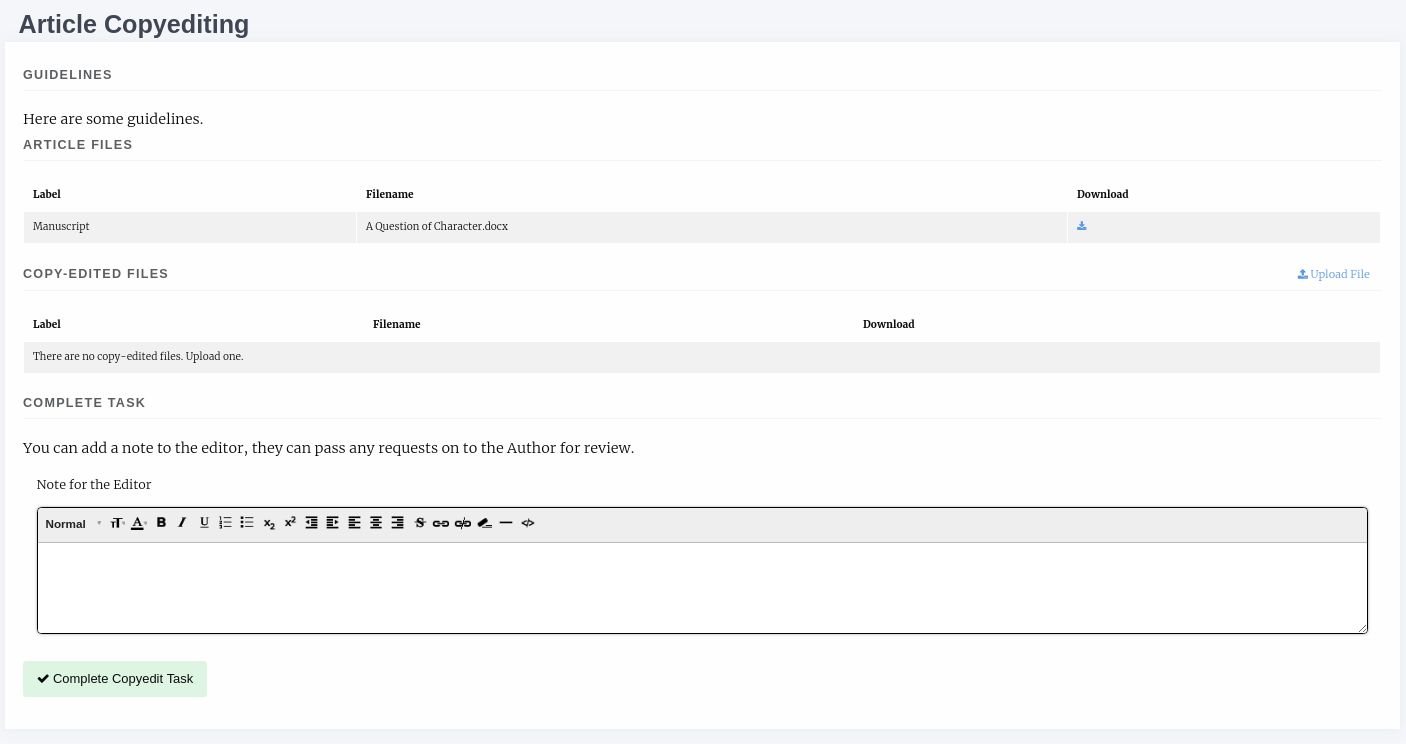 Article Copyediting
GUIDELINES
Here are some guidelines.
ARTICLE FILES
Label Filename Download
Manuscript A Question of Character.docx
COPY-EDITED FILES Upload File
Label Filename Download
There are no copy-edited files. Upload one.
COMPLETE TASK
You can add a note to the editor, they can pass any requests on to the Author for review.
Note for the Editor
Normal
Complete Copyedit Task